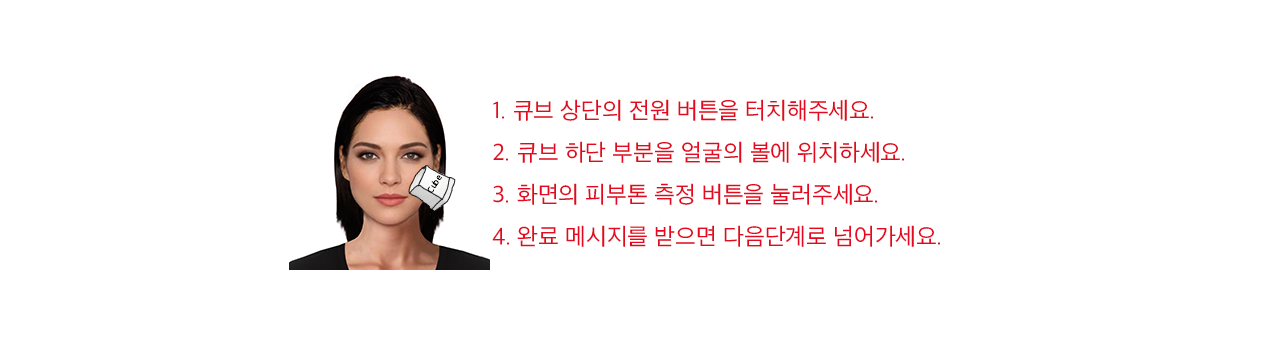 1. 큐브 상단의 전원 버튼을 터치해주세요.
2. 큐브 하단 부분을 얼굴의 볼에 위치하세요.
3. 화면의 피부톤 측정 버튼을 눌러주세요.
4. 완료 메시지를 받으면 다음단계로 넘어가세요.
Cube